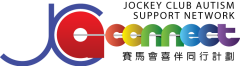 JOCKEY CLUB AUTISM
SUPPORT NETWORK
JC
A-connect
賽馬會喜伴同行計劃